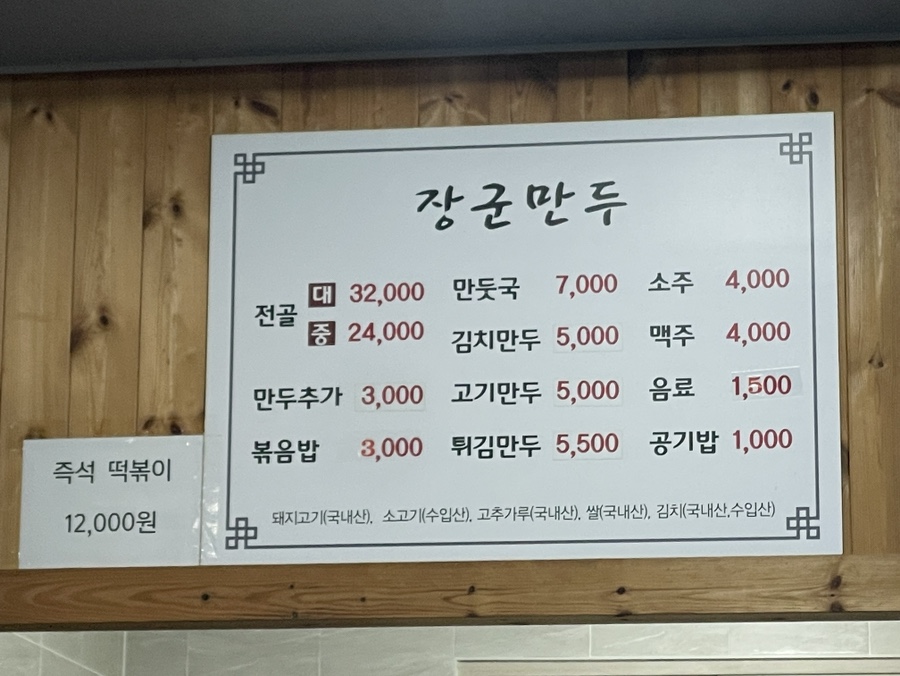 장군만두
전골 대 32,000
중 24,000
만두추가 3,000
볶음밥 3,000
만둣국 7,000
김치만두 5,000
고기만두 5,000
튀김만두 5,500
소주 4,000
맥주 4,000
음료 1,500
공기밥 1,000
돼지고기(국내산), 소고기(수입산), 고추가루(국내산), 쌀(국내산), 김치(국내산,수입산)
즉석 떡볶이
12,000원